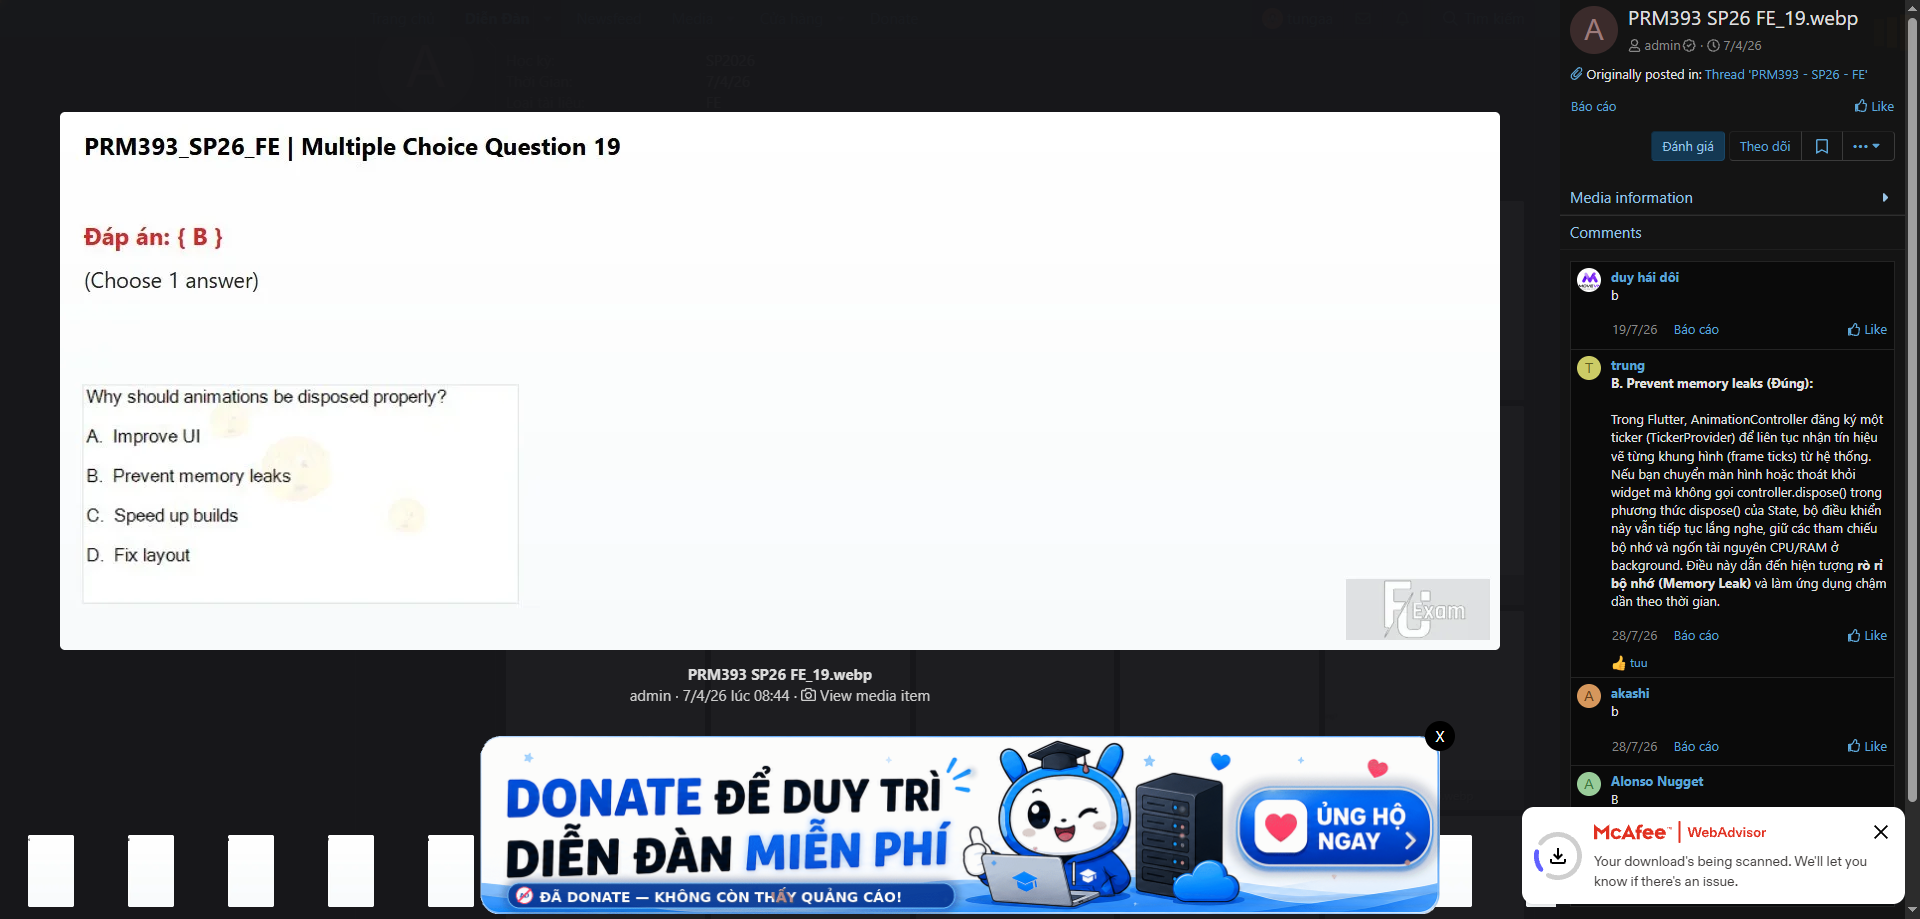 PRM393_SP26_FE | Multiple Choice Question 19
Đáp án: { B }
(Choose 1 answer)
Why should animations be disposed properly?
A. Improve UI
B. Prevent memory leaks
C. Speed up builds
D. Fix layout
FU Exam
PRM393 SP26 FE_19.webp
admin · 7/4/26 lúc 08:44 · View media item
X
DONATE ĐỂ DUY TRÌ
DIỄN ĐÀN MIỄN PHÍ
ĐÃ DONATE — KHÔNG CÒN THẤY QUẢNG CÁO!
ỦNG HỘ
NGAY
A
PRM393 SP26 FE_19.webp
admin · 7/4/26
Originally posted in: Thread 'PRM393 - SP26 - FE'
Báo cáo
Like
Đánh giá
Theo dõi
Media information
Comments
duy hái dôi
b
19/7/26 Báo cáo Like
T
trung
B. Prevent memory leaks (Đúng):
Trong Flutter, AnimationController đăng ký một
ticker (TickerProvider) để liên tục nhận tín hiệu
vẽ từng khung hình (frame ticks) từ hệ thống.
Nếu bạn chuyển màn hình hoặc thoát khỏi
widget mà không gọi controller.dispose() trong
phương thức dispose() của State, bộ điều khiển
này vẫn tiếp tục lắng nghe, giữ các tham chiếu
bộ nhớ và ngốn tài nguyên CPU/RAM ở
background. Điều này dẫn đến hiện tượng rò rỉ
bộ nhớ (Memory Leak) và làm ứng dụng chậm
dần theo thời gian.
28/7/26 Báo cáo Like
tuu
A
akashi
b
28/7/26 Báo cáo Like
A
Alonso Nugget
B
McAfee | WebAdvisor
Your download's being scanned. We'll let you
know if there's an issue.